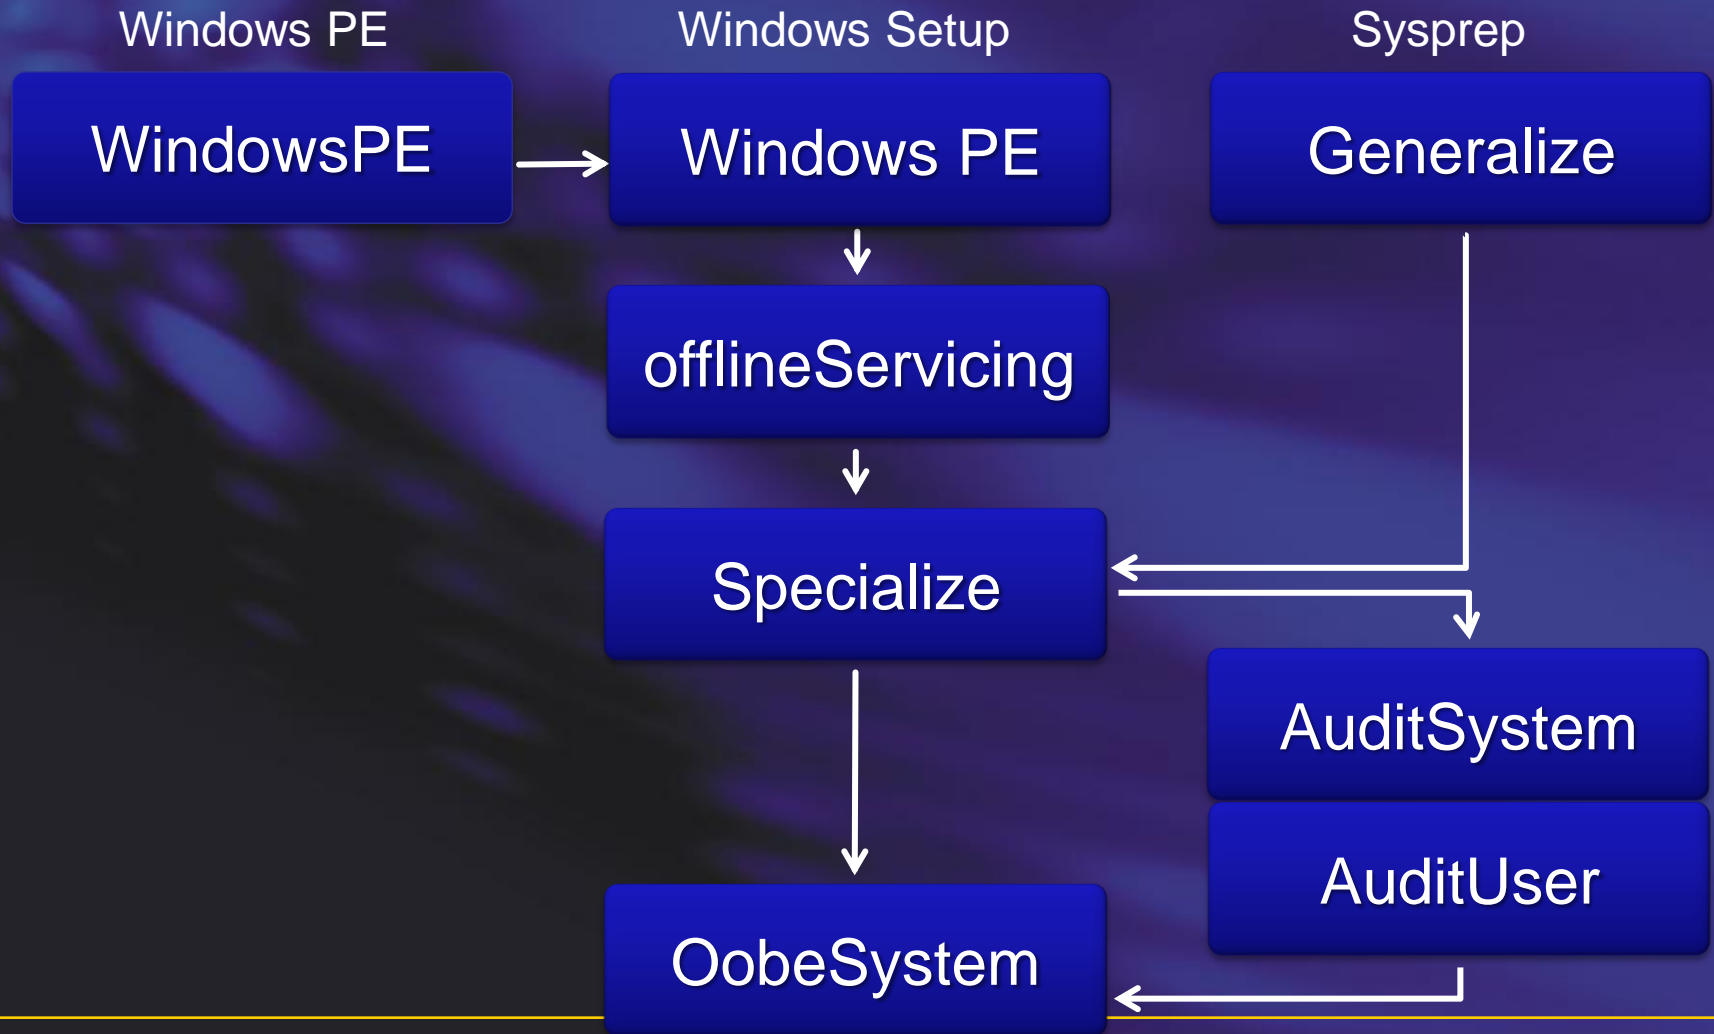 Windows PE
Windows Setup
Sysprep
WindowsPE
Windows PE
Generalize
offlineServicing
Specialize
AuditSystem
AuditUser
OobeSystem